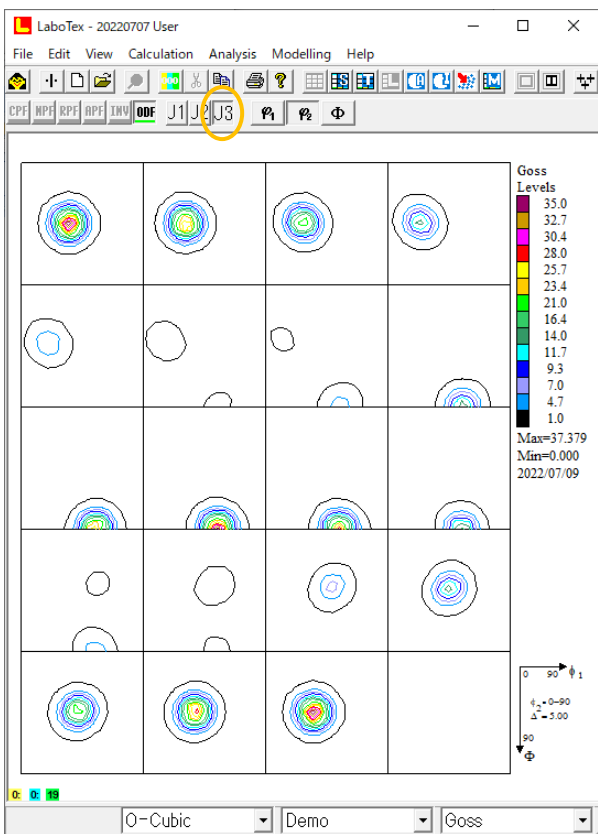 LaboTex - 20220707 User
File Edit View Calculation Analysis Modelling Help
CPF NPF RPF APF INV ODF J1 J2 J3 φ₁ φ₂ Φ
Goss
Levels
35.0
32.7
30.4
28.0
25.7
23.4
21.0
16.4
14.0
11.7
9.3
7.0
4.7
1.0
Max=37.379
Min=0.000
2022/07/09
0 90 ϕ₁
ϕ₂=0-90
Δ=5.00
90
Φ
0: 0: 19
O-Cubic Demo Goss